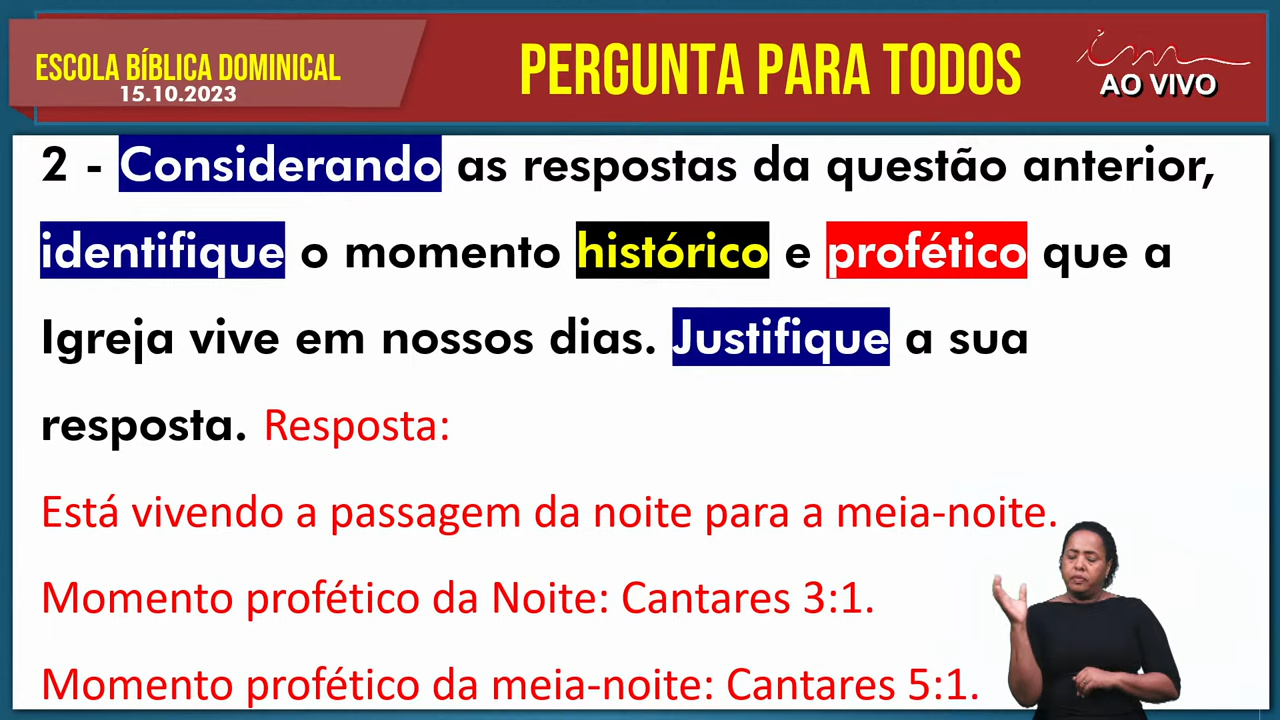 ESCOLA BÍBLICA DOMINICAL
15.10.2023
PERGUNTA PARA TODOS
im
AO VIVO
2 - Considerando as respostas da questão anterior,
identifique o momento histórico e profético que a
Igreja vive em nossos dias. Justifique a sua
resposta. Resposta:
Está vivendo a passagem da noite para a meia-noite.
Momento profético da Noite: Cantares 3:1.
Momento profético da meia-noite: Cantares 5:1.